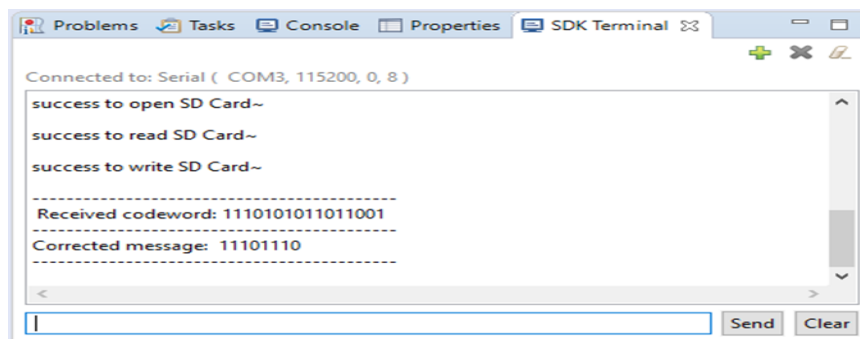 Problems Tasks Console Properties SDK Terminal
Connected to: Serial ( COM3, 115200, 0, 8 )
success to open SD Card~
success to read SD Card~
success to write SD Card~
-------------------------------------------
Received codeword: 1110101011011001
-------------------------------------------
Corrected message: 11101110
-------------------------------------------
Send Clear